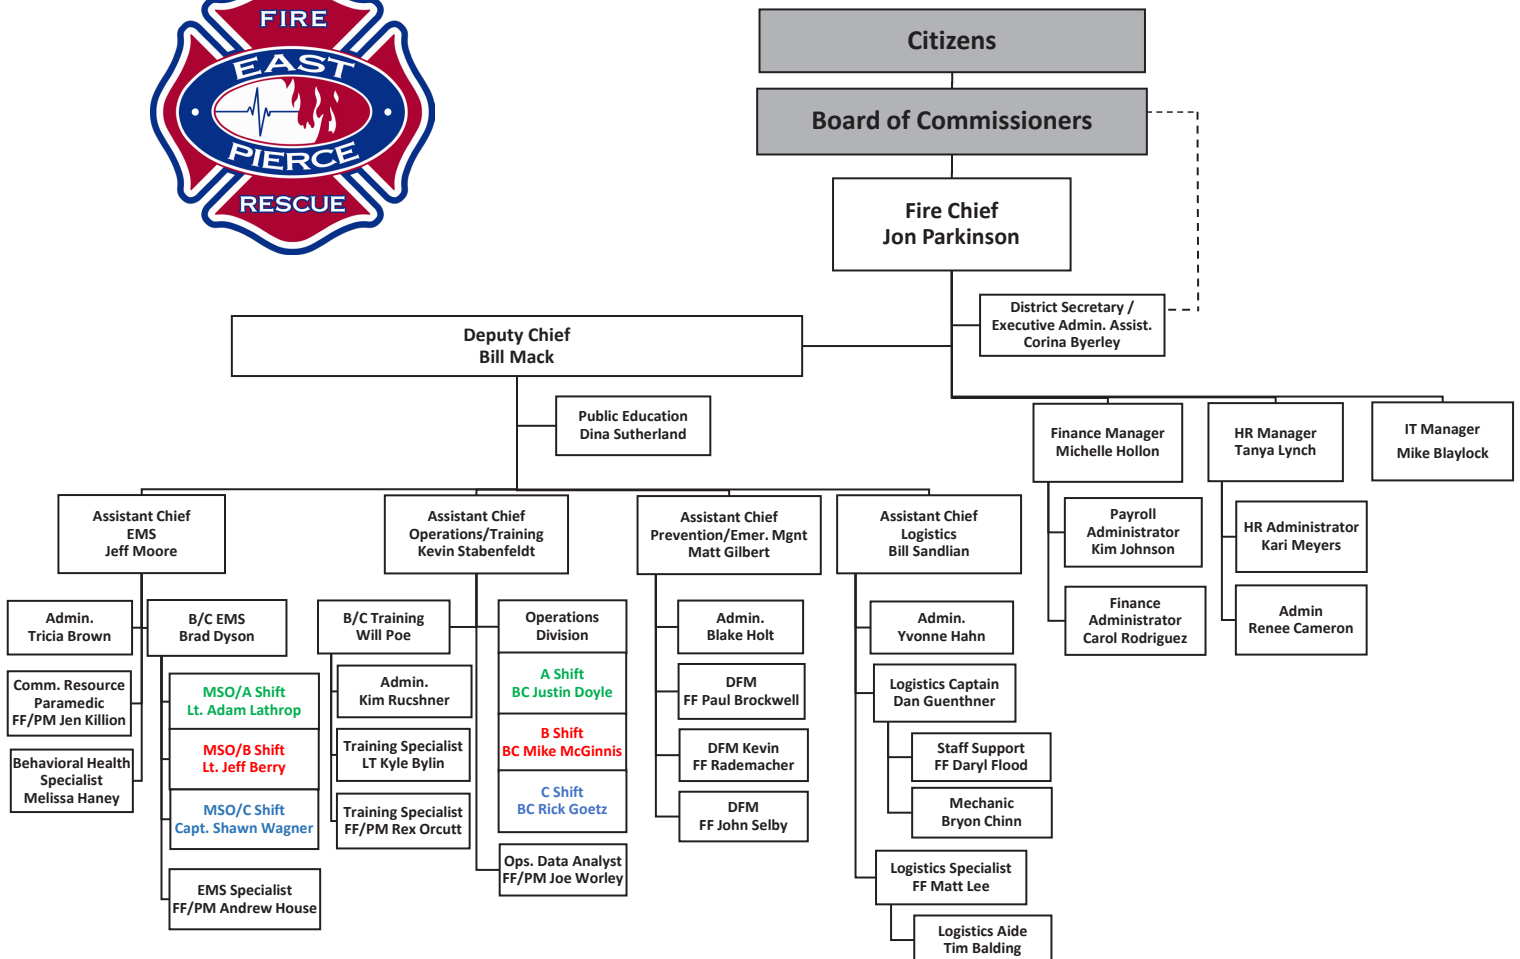 FIRE
EAST
PIERCE
RESCUE
Citizens
Board of Commissioners
Fire Chief
Jon Parkinson
District Secretary /
Executive Admin. Assist.
Corina Byerley
Deputy Chief
Bill Mack
Public Education
Dina Sutherland
Finance Manager
Michelle Hollon
HR Manager
Tanya Lynch
IT Manager
Mike Blaylock
Payroll
Administrator
Kim Johnson
Finance
Administrator
Carol Rodriguez
HR Administrator
Kari Meyers
Admin
Renee Cameron
Assistant Chief
EMS
Jeff Moore
Assistant Chief
Operations/Training
Kevin Stabenfeldt
Assistant Chief
Prevention/Emer. Mgnt
Matt Gilbert
Assistant Chief
Logistics
Bill Sandlian
Admin.
Tricia Brown
Comm. Resource
Paramedic
FF/PM Jen Killion
Behavioral Health
Specialist
Melissa Haney
B/C EMS
Brad Dyson
MSO/A Shift
Lt. Adam Lathrop
MSO/B Shift
Lt. Jeff Berry
MSO/C Shift
Capt. Shawn Wagner
EMS Specialist
FF/PM Andrew House
B/C Training
Will Poe
Admin.
Kim Rucshner
Training Specialist
LT Kyle Bylin
Training Specialist
FF/PM Rex Orcutt
Operations
Division
A Shift
BC Justin Doyle
B Shift
BC Mike McGinnis
C Shift
BC Rick Goetz
Ops. Data Analyst
FF/PM Joe Worley
Admin.
Blake Holt
DFM
FF Paul Brockwell
DFM Kevin
FF Rademacher
DFM
FF John Selby
Admin.
Yvonne Hahn
Logistics Captain
Dan Guenthner
Staff Support
FF Daryl Flood
Mechanic
Bryon Chinn
Logistics Specialist
FF Matt Lee
Logistics Aide
Tim Balding